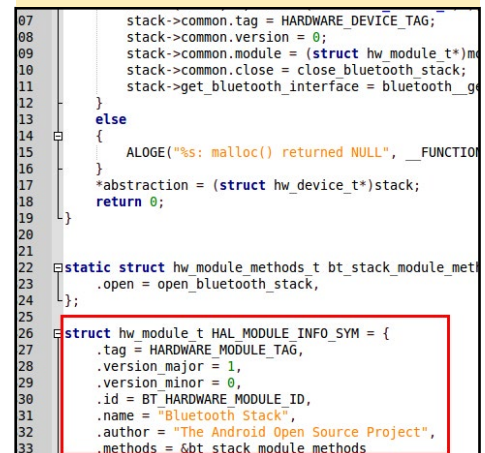 07 stack->common.tag = HARDWARE_DEVICE_TAG;
08 stack->common.version = 0;
09 stack->common.module = (struct hw_module_t*)mo
10 stack->common.close = close_bluetooth_stack;
11 stack->get_bluetooth_interface = bluetooth__ge
12 }
13 else
14 {
15 ALOGE("%s: malloc() returned NULL", __FUNCTION
16 }
17 *abstraction = (struct hw_device_t*)stack;
18 return 0;
19 }
20
21
22 static struct hw_module_methods_t bt_stack_module_meth
23 .open = open_bluetooth_stack,
24 };
25
26 struct hw_module_t HAL_MODULE_INFO_SYM = {
27 .tag = HARDWARE_MODULE_TAG,
28 .version_major = 1,
29 .version_minor = 0,
30 .id = BT_HARDWARE_MODULE_ID,
31 .name = "Bluetooth Stack",
32 .author = "The Android Open Source Project",
33 .methods = &bt_stack_module_methods